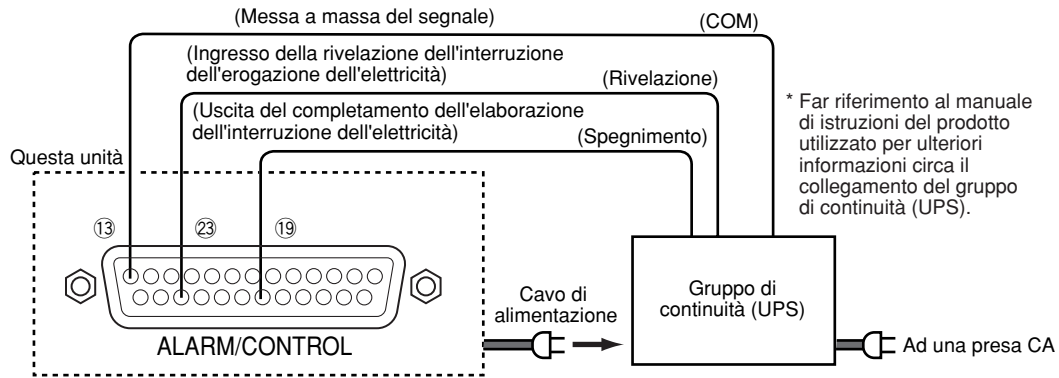 (Messa a massa del segnale)
(COM)
(Ingresso della rivelazione dell'interruzione
dell'erogazione dell'elettricità)
(Rivelazione)
(Uscita del completamento dell'elaborazione
dell'interruzione dell'elettricità)
(Spegnimento)
* Far riferimento al manuale
di istruzioni del prodotto
utilizzato per ulteriori
informazioni circa il
collegamento del gruppo
di continuità (UPS).
Questa unità
⑬ ㉓ ⑲
ALARM/CONTROL
Cavo di
alimentazione
Gruppo di
continuità (UPS)
Ad una presa CA